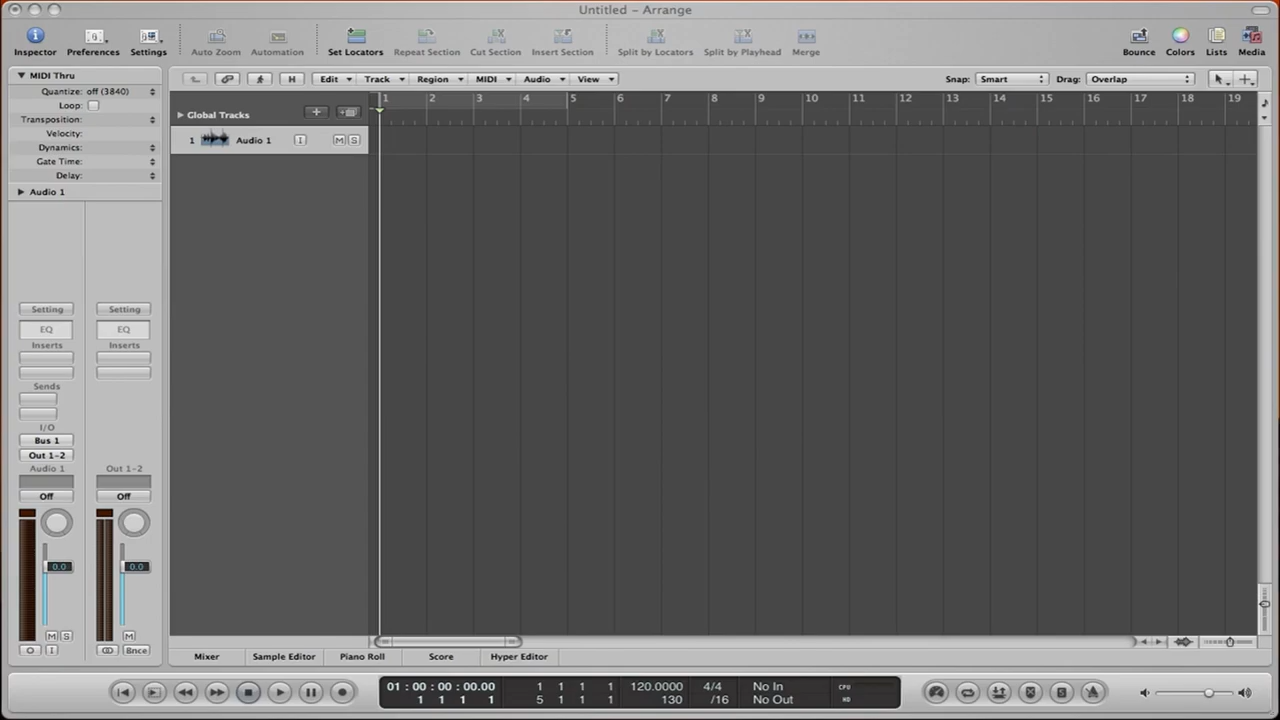 Untitled – Arrange
Inspector Preferences Settings Auto Zoom Automation Set Locators Repeat Section Cut Section Insert Section Split by Locators Split by Playhead Merge Bounce Colors Lists Media
MIDI Thru
H Edit Track Region MIDI Audio View Snap: Smart Drag: Overlap
Quantize: off (3840)
Loop:
Transposition:
Velocity:
Dynamics:
Gate Time:
Delay:
Audio 1
1 2 3 4 5 6 7 8 9 10 11 12 13 14 15 16 17 18 19
Global Tracks
1 Audio 1 I M S
Setting Setting
EQ EQ
Inserts Inserts
Sends
I/O
Bus 1
Out 1-2
Audio 1 Out 1-2
Off Off
0.0 0.0
M S M
O I Bnce
Mixer Sample Editor Piano Roll Score Hyper Editor
01 : 00 : 00 : 00.00 1 1 1 1 120.0000 4/4 No In CPU
1 1 1 1 5 1 1 1 130 /16 No Out HD